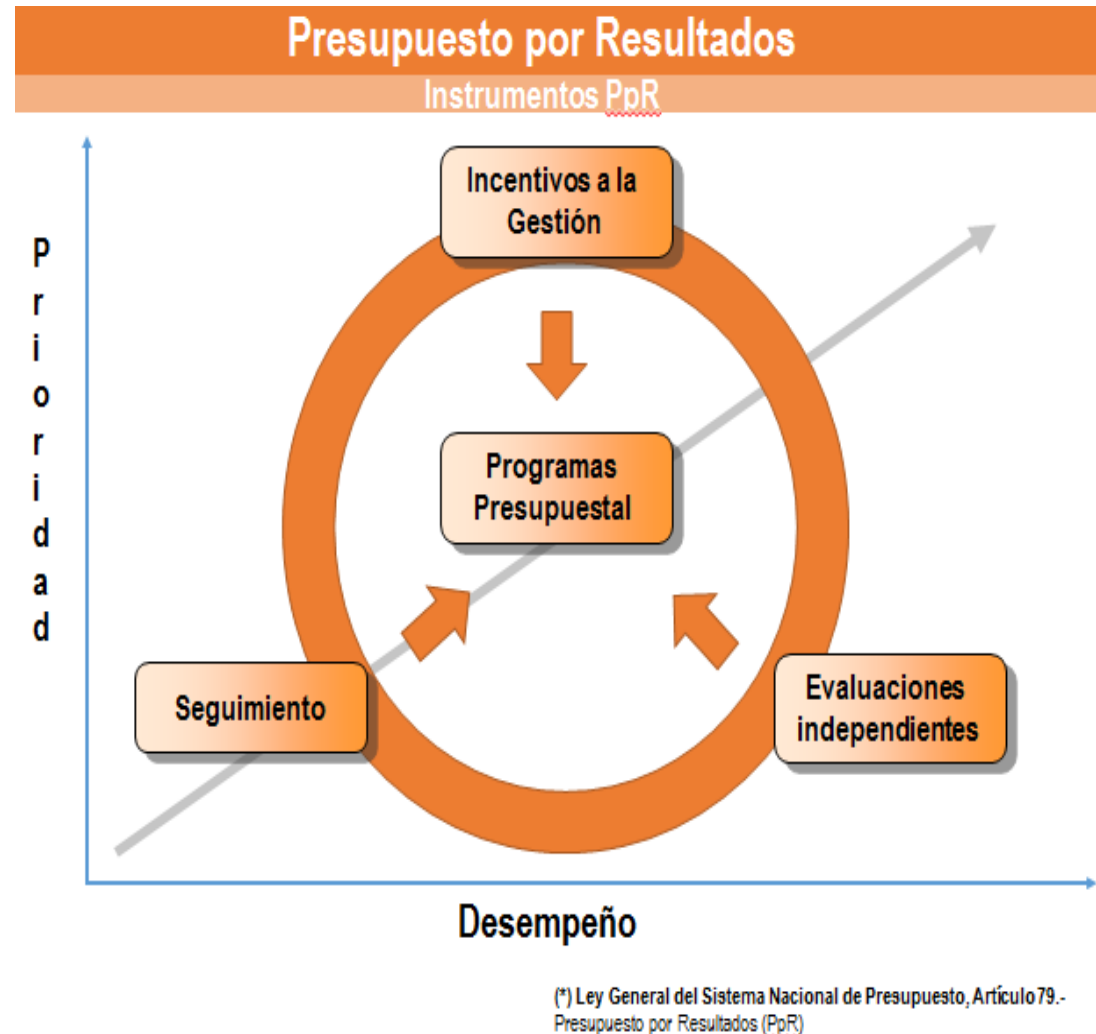 Presupuesto por Resultados
Instrumentos PpR
Incentivos a la
Gestión
Prioridad
Programas
Presupuestal
Seguimiento
Evaluaciones
independientes
Desempeño
(*) Ley General del Sistema Nacional de Presupuesto, Artículo 79.-
Presupuesto por Resultados (PpR)